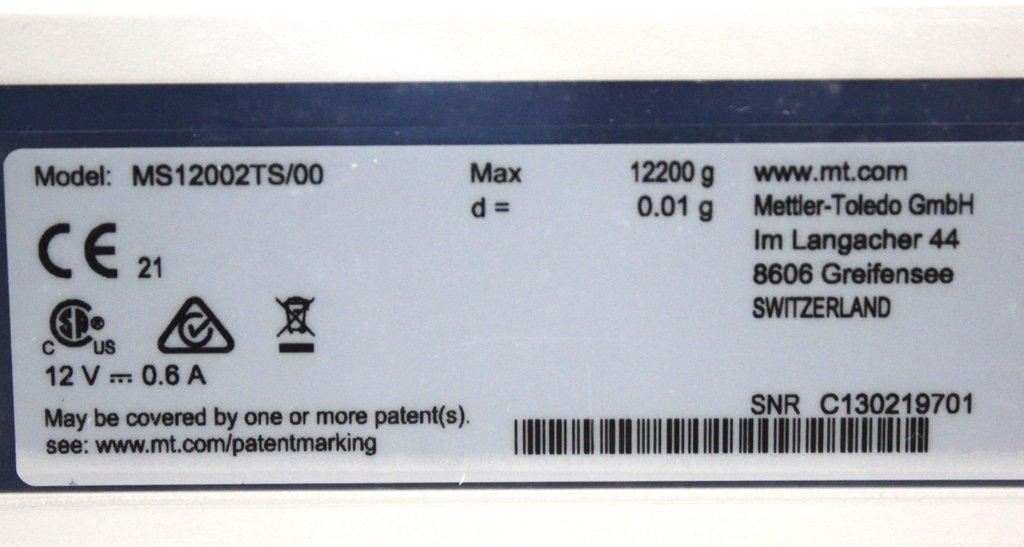 Model: MS12002TS/00
Max 12200 g
d = 0.01 g
www.mt.com
Mettler-Toledo GmbH
Im Langacher 44
8606 Greifensee
SWITZERLAND
CE 21
C SA ® US
12 V ⎓ 0.6 A
May be covered by one or more patent(s).
see: www.mt.com/patentmarking
SNR C130219701